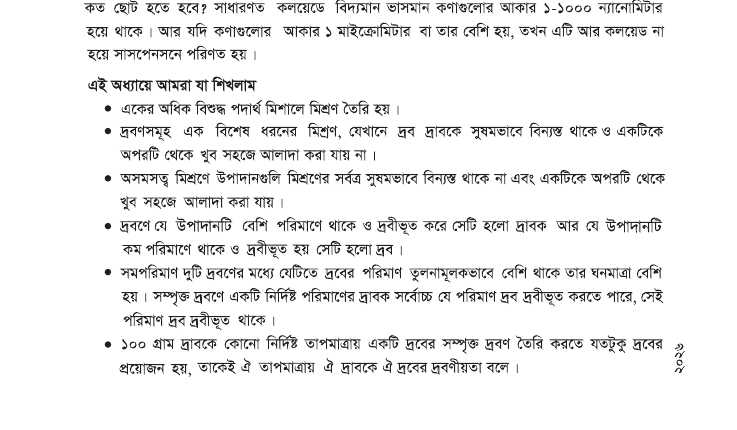 কত ছোট হতে হবে? সাধারণত কলয়েডে বিদ্যমান ভাসমান কণাগুলোর আকার ১-১০০০ ন্যানোমিটার
হয়ে থাকে। আর যদি কণাগুলোর আকার ১ মাইক্রোমিটার বা তার বেশি হয়, তখন এটি আর কলয়েড না
হয়ে সাসপেনসনে পরিণত হয়।
এই অধ্যায়ে আমরা যা শিখলাম
• একের অধিক বিশুদ্ধ পদার্থ মিশালে মিশ্রণ তৈরি হয়।
• দ্রবণসমূহ এক বিশেষ ধরনের মিশ্রণ, যেখানে দ্রব দ্রাবকে সুষমভাবে বিন্যস্ত থাকে ও একটিকে
অপরটি থেকে খুব সহজে আলাদা করা যায় না।
• অসমসত্ত্ব মিশ্রণে উপাদানগুলি মিশ্রণের সর্বত্র সুষমভাবে বিন্যস্ত থাকে না এবং একটিকে অপরটি থেকে
খুব সহজে আলাদা করা যায়।
• দ্রবণে যে উপাদানটি বেশি পরিমাণে থাকে ও দ্রবীভূত করে সেটি হলো দ্রাবক আর যে উপাদানটি
কম পরিমাণে থাকে ও দ্রবীভূত হয় সেটি হলো দ্রব।
• সমপরিমাণ দুটি দ্রবণের মধ্যে যেটিতে দ্রবের পরিমাণ তুলনামূলকভাবে বেশি থাকে তার ঘনমাত্রা বেশি
হয়। সম্পৃক্ত দ্রবণে একটি নির্দিষ্ট পরিমাণের দ্রাবক সর্বোচ্চ যে পরিমাণ দ্রব দ্রবীভূত করতে পারে, সেই
পরিমাণ দ্রব দ্রবীভূত থাকে।
• ১০০ গ্রাম দ্রাবকে কোনো নির্দিষ্ট তাপমাত্রায় একটি দ্রবের সম্পৃক্ত দ্রবণ তৈরি করতে যতটুকু দ্রবের
প্রয়োজন হয়, তাকেই ঐ তাপমাত্রায় ঐ দ্রাবকে ঐ দ্রবের দ্রবণীয়তা বলে।
২০২৬